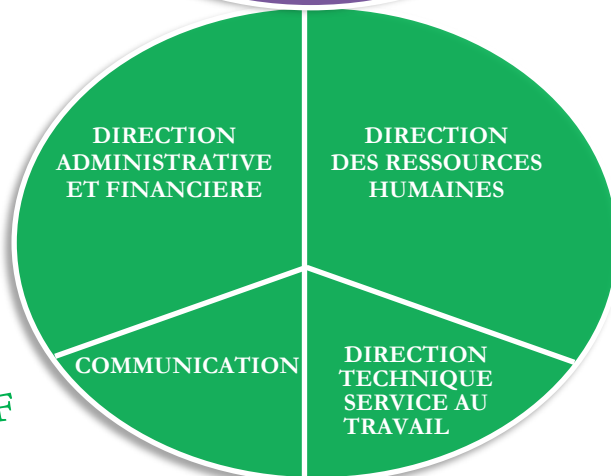 DIRECTION
ADMINISTRATIVE
ET FINANCIERE
DIRECTION
DES RESSOURCES
HUMAINES
COMMUNICATION
DIRECTION
TECHNIQUE
SERVICE AU
TRAVAIL
F